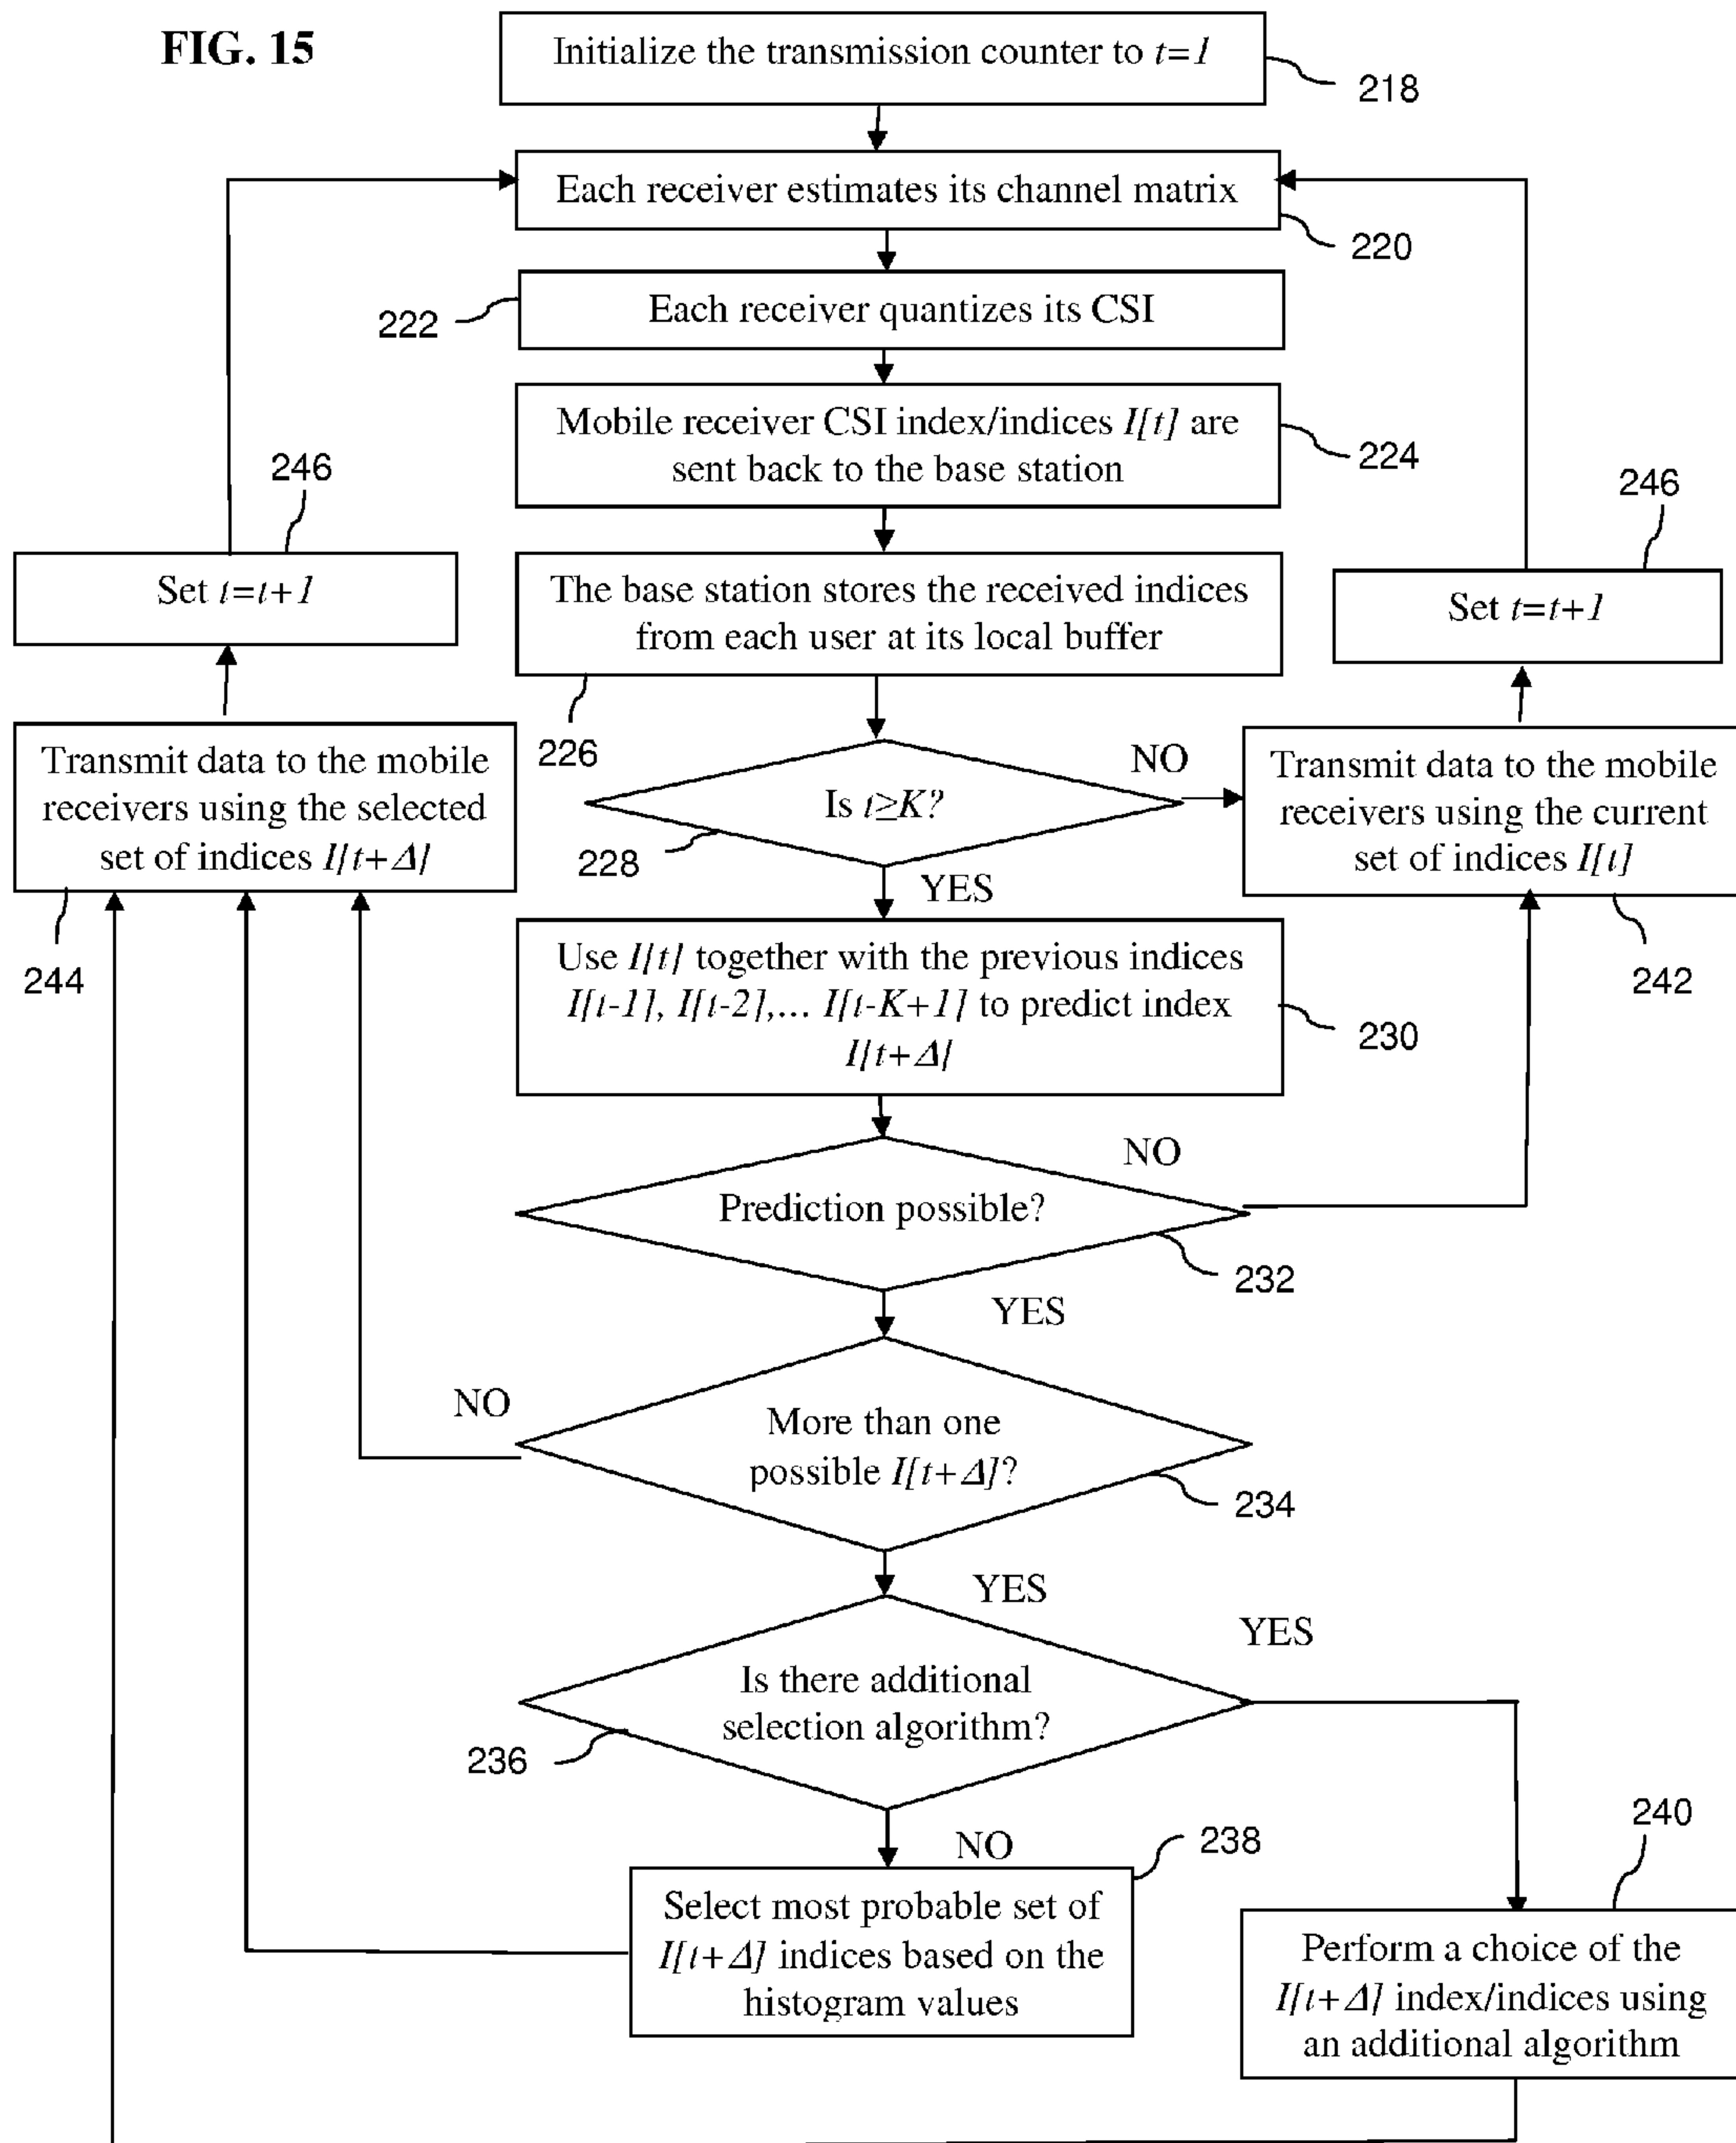 FIG. 15
Initialize the transmission counter to t=1
218
Each receiver estimates its channel matrix
220
Each receiver quantizes its CSI
222
Mobile receiver CSI index/indices I[t] are
sent back to the base station
224
246
Set t=t+1
The base station stores the received indices
from each user at its local buffer
226
246
Set t=t+1
Transmit data to the mobile
receivers using the selected
set of indices I[t+Δ]
244
Is t≥K?
228
NO
YES
Transmit data to the mobile
receivers using the current
set of indices I[t]
242
Use I[t] together with the previous indices
I[t-1], I[t-2],... I[t-K+1] to predict index
I[t+Δ]
230
Prediction possible?
NO
232
YES
More than one
possible I[t+Δ]?
NO
234
YES
Is there additional
selection algorithm?
YES
236
NO
238
Select most probable set of
I[t+Δ] indices based on the
histogram values
240
Perform a choice of the
I[t+Δ] index/indices using
an additional algorithm